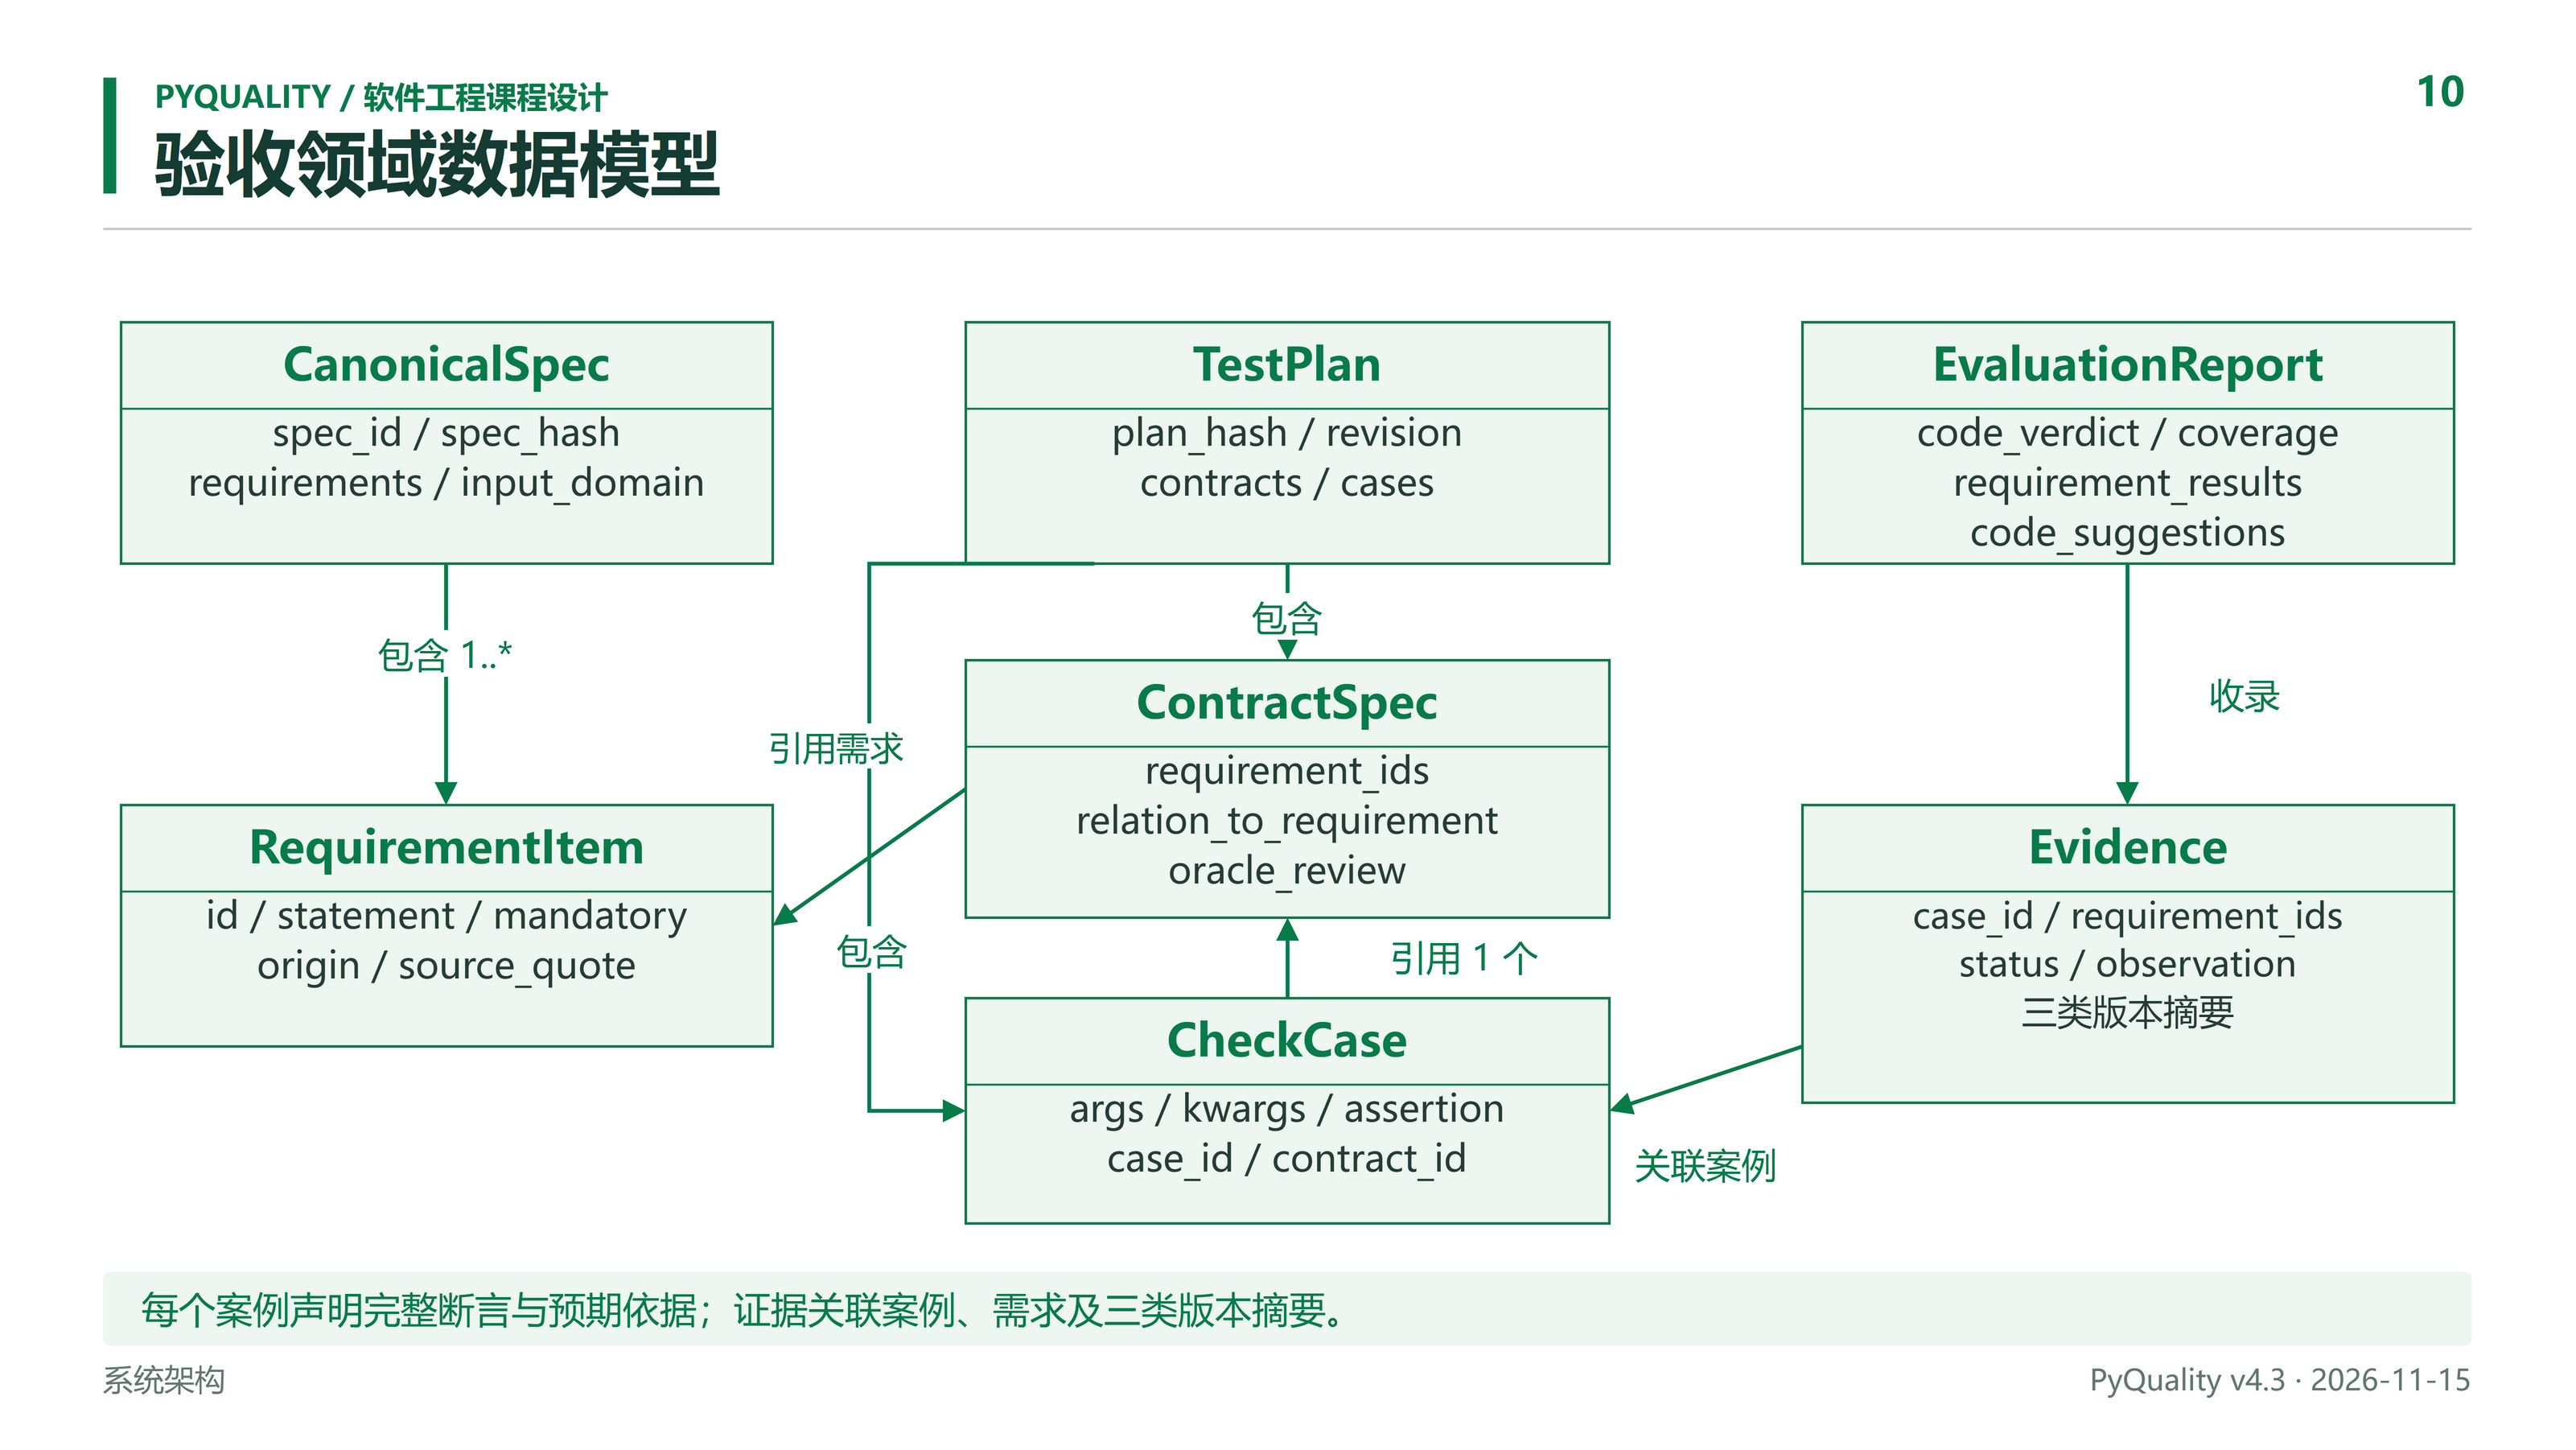 PYQUALITY / 软件工程课程设计
10
验收领域数据模型
CanonicalSpec
spec_id / spec_hash
requirements / input_domain
TestPlan
plan_hash / revision
contracts / cases
EvaluationReport
code_verdict / coverage
requirement_results
code_suggestions
包含 1..*
包含
收录
引用需求
ContractSpec
requirement_ids
relation_to_requirement
oracle_review
RequirementItem
id / statement / mandatory
origin / source_quote
包含
引用 1 个
Evidence
case_id / requirement_ids
status / observation
三类版本摘要
CheckCase
args / kwargs / assertion
case_id / contract_id
关联案例
每个案例声明完整断言与预期依据；证据关联案例、需求及三类版本摘要。
系统架构
PyQuality v4.3 · 2026-11-15